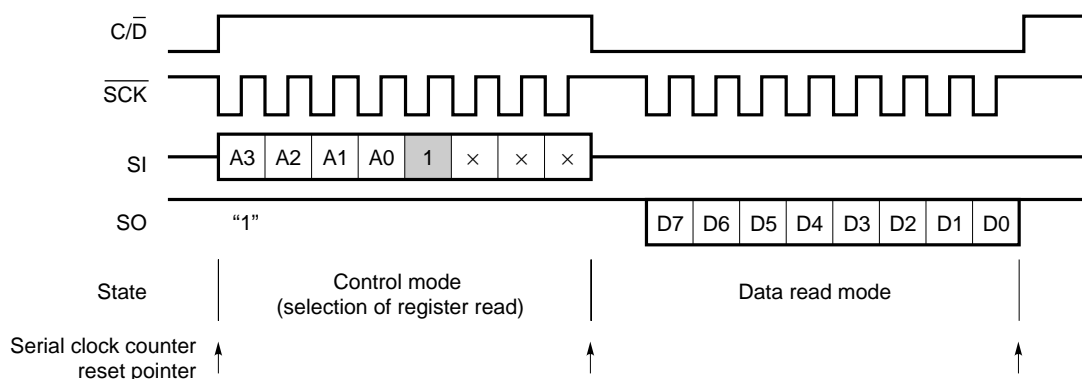 C/D̅
S̅C̅K̅
SI A3 A2 A1 A0 1 × × ×
SO “1” D7 D6 D5 D4 D3 D2 D1 D0
State Control mode (selection of register read) Data read mode
Serial clock counter
reset pointer